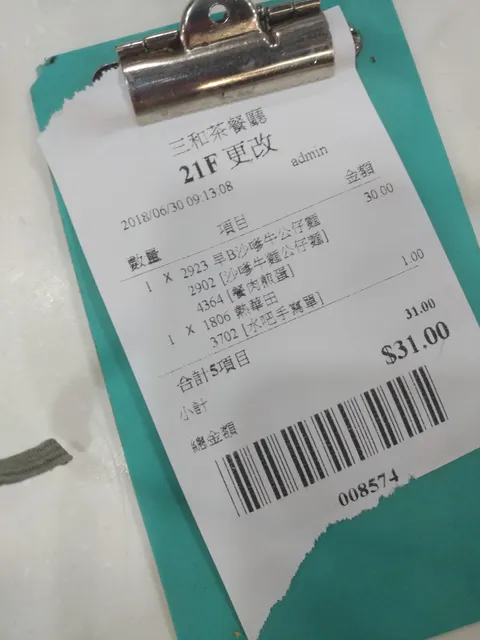 三和茶餐廳
21F 更改
2018/06/30 09:13:08 admin
數量 項目 金額
1 X 2923 早B沙嗲牛公仔麵 30.00
2902 [沙嗲牛麵公仔麵]
4364 [餐肉煎蛋]
1 X 1806 熱華田 1.00
3702 [水吧手寫單]
合計5項目
小計 31.00
總金額 $31.00
008574